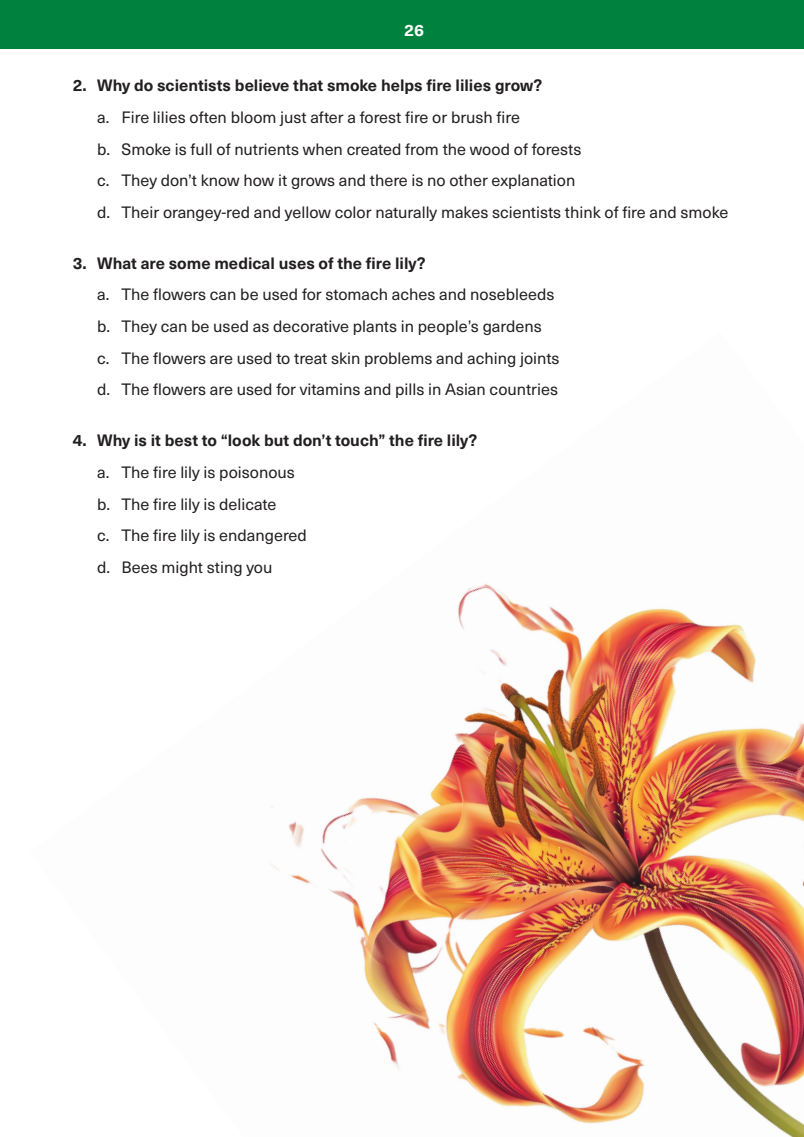 26
2. Why do scientists believe that smoke helps fire lilies grow?
a. Fire lilies often bloom just after a forest fire or brush fire
b. Smoke is full of nutrients when created from the wood of forests
c. They don’t know how it grows and there is no other explanation
d. Their orangey-red and yellow color naturally makes scientists think of fire and smoke
3. What are some medical uses of the fire lily?
a. The flowers can be used for stomach aches and nosebleeds
b. They can be used as decorative plants in people’s gardens
c. The flowers are used to treat skin problems and aching joints
d. The flowers are used for vitamins and pills in Asian countries
4. Why is it best to “look but don’t touch” the fire lily?
a. The fire lily is poisonous
b. The fire lily is delicate
c. The fire lily is endangered
d. Bees might sting you